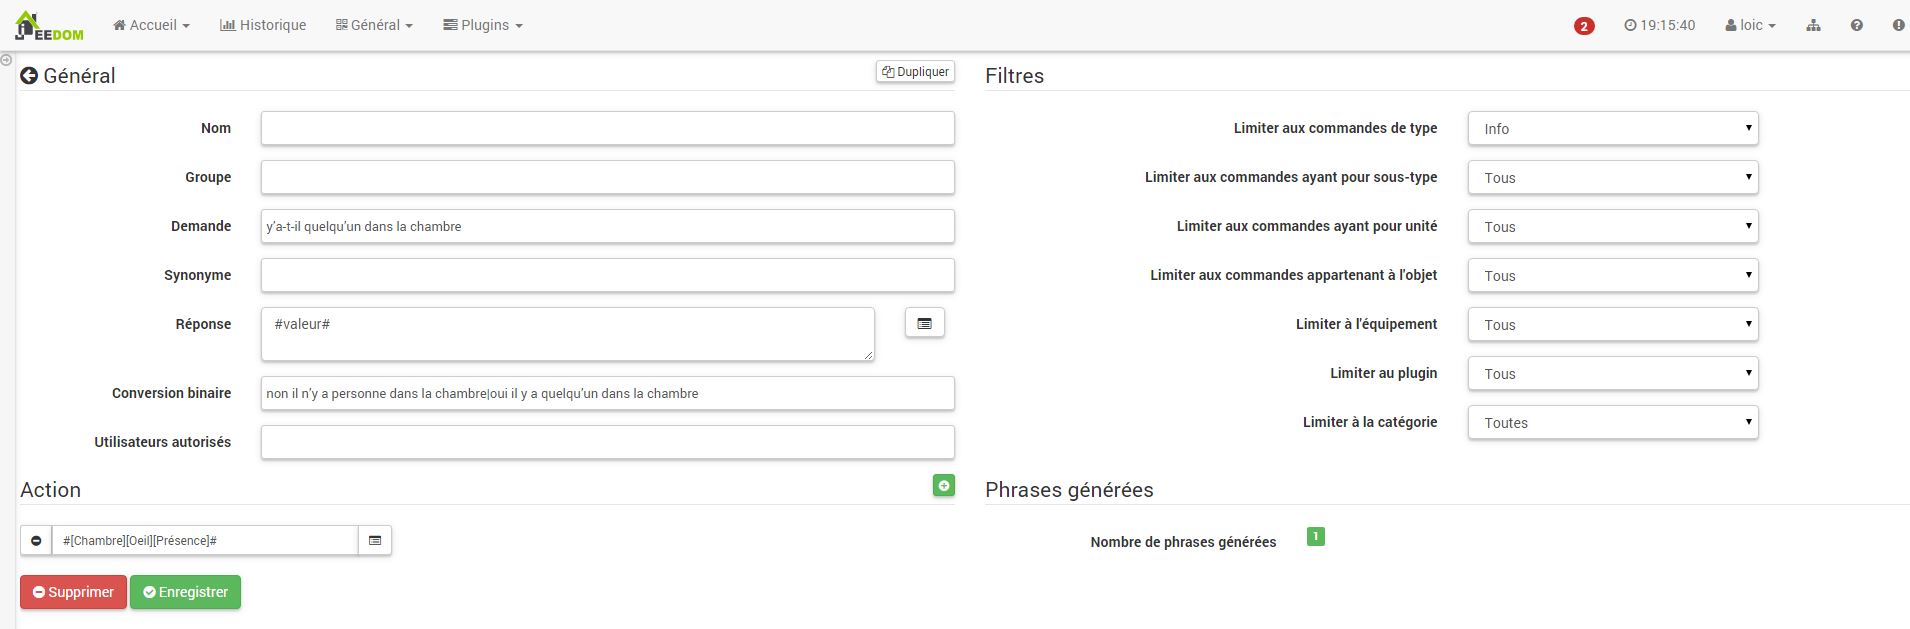 JEEDOM Accueil Historique Général Plugins 2 19:15:40 loic
Général Dupliquer
Nom
Groupe
Demande y’a-t-il quelqu’un dans la chambre
Synonyme
Réponse #valeur#
Conversion binaire non il n’y a personne dans la chambre|oui il y a quelqu’un dans la chambre
Utilisateurs autorisés
Filtres
Limiter aux commandes de type Info
Limiter aux commandes ayant pour sous-type Tous
Limiter aux commandes ayant pour unité Tous
Limiter aux commandes appartenant à l'objet Tous
Limiter à l'équipement Tous
Limiter au plugin Tous
Limiter à la catégorie Toutes
Action
#[Chambre][Oeil][Présence]#
Supprimer Enregistrer
Phrases générées
Nombre de phrases générées 1